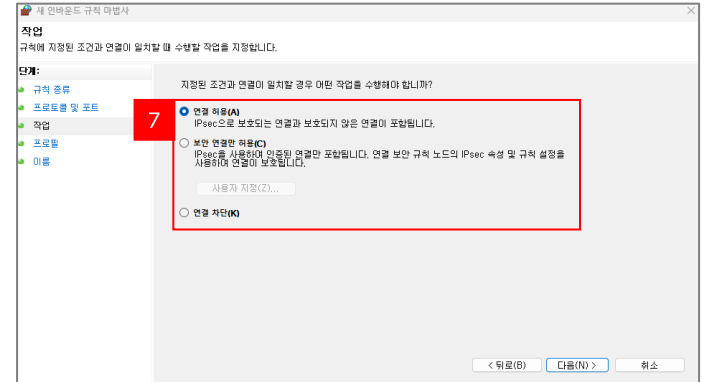 새 인바운드 규칙 마법사
작업
규칙에 지정된 조건과 연결이 일치할 때 수행할 작업을 지정합니다.
단계:
규칙 종류
프로토콜 및 포트
작업
프로필
이름
지정된 조건과 연결이 일치할 경우 어떤 작업을 수행해야 합니까?
7
연결 허용(A)
IPsec으로 보호되는 연결과 보호되지 않은 연결이 포함됩니다.
보안 연결만 허용(C)
IPsec을 사용하여 인증된 연결만 포함됩니다. 연결 보안 규칙 노드의 IPsec 속성 및 규칙 설정을
사용하여 연결이 보호됩니다.
사용자 지정(Z)...
연결 차단(K)
< 뒤로(B) 다음(N) > 취소